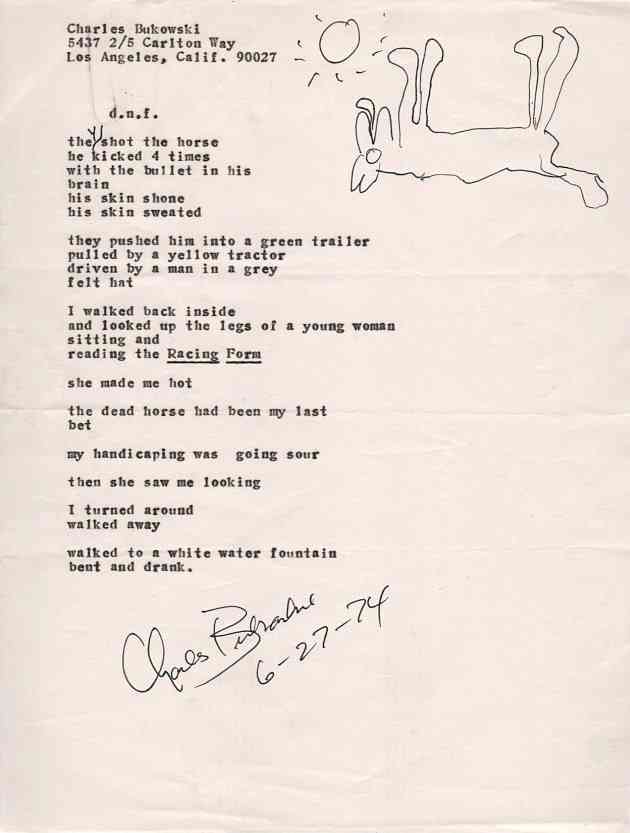 Charles Bukowski
5437 2/5 Carlton Way
Los Angeles, Calif. 90027
d.n.f.
they shot the horse
he kicked 4 times
with the bullet in his
brain
his skin shone
his skin sweated
they pushed him into a green trailer
pulled by a yellow tractor
driven by a man in a grey
felt hat
I walked back inside
and looked up the legs of a young woman
sitting and
reading the Racing Form
she made me hot
the dead horse had been my last
bet
my handicaping was going sour
then she saw me looking
I turned around
walked away
walked to a white water fountain
bent and drank.
Charles Bukowski
6-27-74